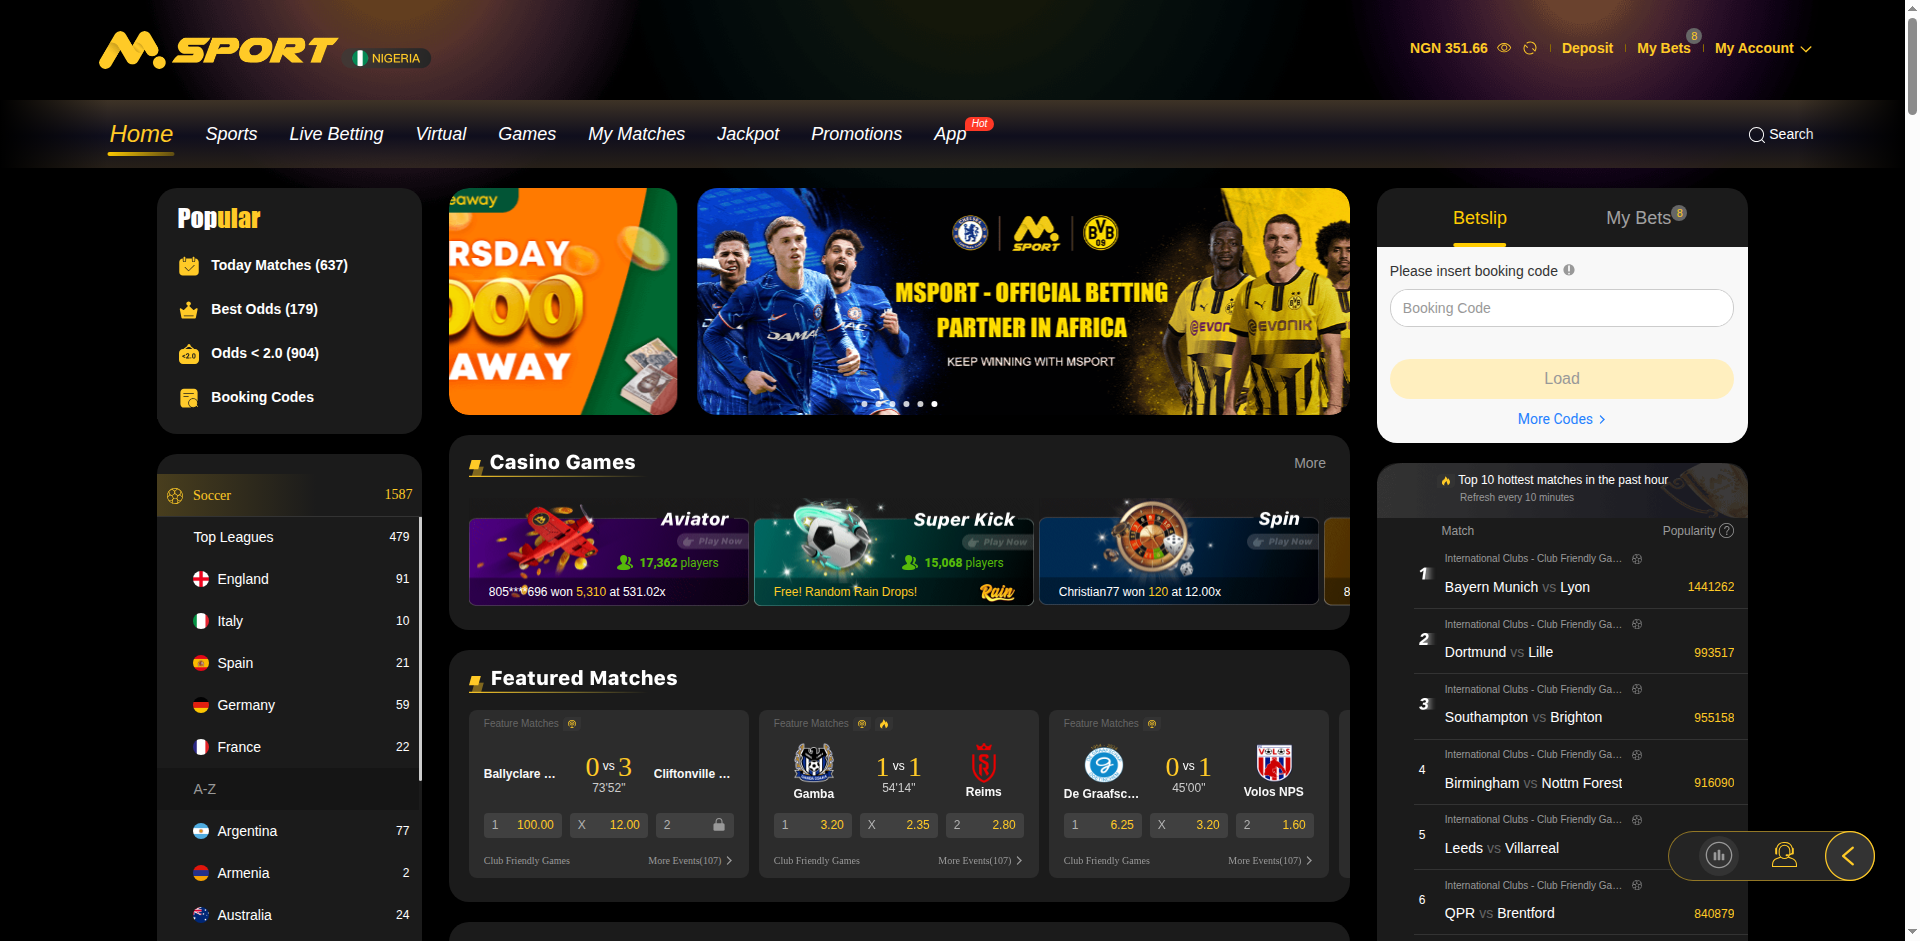 M.SPORT
NIGERIA
NGN 351.66
Deposit
My Bets
8
My Account
Home
Sports
Live Betting
Virtual
Games
My Matches
Jackpot
Promotions
App
Hot
Search
Popular
Today Matches (637)
Best Odds (179)
<2.0
Odds < 2.0 (904)
Booking Codes
Soccer 1587
Top Leagues 479
England 91
Italy 10
Spain 21
Germany 59
France 22
A-Z
Argentina 77
Armenia 2
Australia 24
eaway
RSDAY
000
AWAY
CHELSEA
M.
SPORT
BVB
09
MSPORT - OFFICIAL BETTING
PARTNER IN AFRICA
KEEP WINNING WITH MSPORT
DAMAC
EVONIK
Casino Games
More
Aviator
Play Now
17,362 players
805***696 won 5,310 at 531.02x
Super Kick
Play Now
15,068 players
Free! Random Rain Drops!
Rain
Spin
Play Now
Christian77 won 120 at 12.00x
8
Featured Matches
Feature Matches
Ballyclare ...
0 vs 3
73'52"
Cliftonville ...
1 100.00
X 12.00
2
Club Friendly Games
More Events(107)
Feature Matches
Gamba
1 vs 1
54'14"
Reims
1 3.20
X 2.35
2 2.80
Club Friendly Games
More Events(107)
Feature Matches
De Graafsc...
0 vs 1
45'00"
VOLOS
Volos NPS
1 6.25
X 3.20
2 1.60
Club Friendly Games
More Events(107)
Betslip
My Bets
8
Please insert booking code
Booking Code
Load
More Codes
Top 10 hottest matches in the past hour
Refresh every 10 minutes
Match
Popularity ?
International Clubs - Club Friendly Ga...
1
Bayern Munich vs Lyon 1441262
International Clubs - Club Friendly Ga...
2
Dortmund vs Lille 993517
International Clubs - Club Friendly Ga...
3
Southampton vs Brighton 955158
International Clubs - Club Friendly Ga...
4
Birmingham vs Nottm Forest 916090
International Clubs - Club Friendly Ga...
5
Leeds vs Villarreal
International Clubs - Club Friendly Ga...
6
QPR vs Brentford 840879